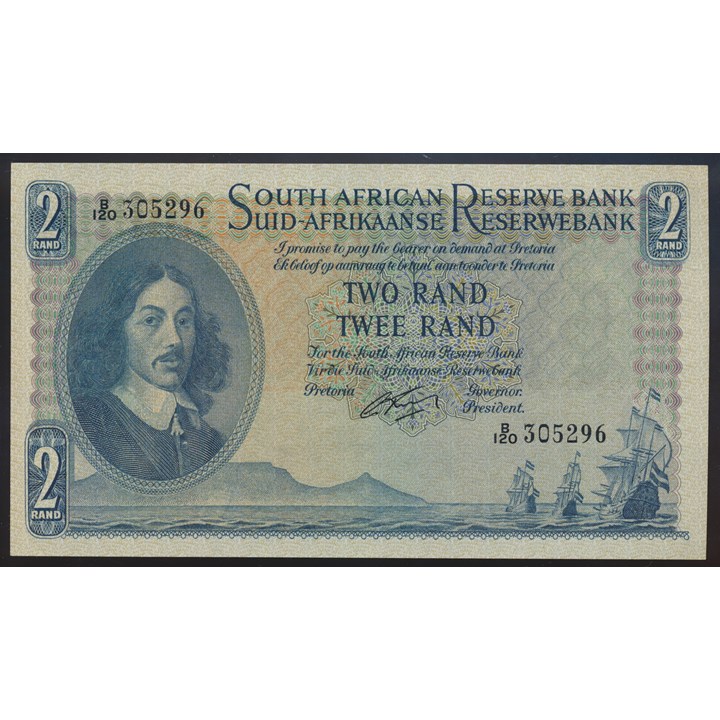 2
RAND
B/120 305296
SOUTH AFRICAN RESERVE BANK
SUID-AFRIKAANSE RESERWEBANK
2
RAND
I promise to pay the bearer on demand at Pretoria
Ek beloof op aanvraag te betaal aan toonder te Pretoria
TWO RAND
TWEE RAND
For the South African Reserve Bank
Vir die Suid-Afrikaanse Reserwebank
Pretoria
Governor.
President.
B/120 305296
2
RAND